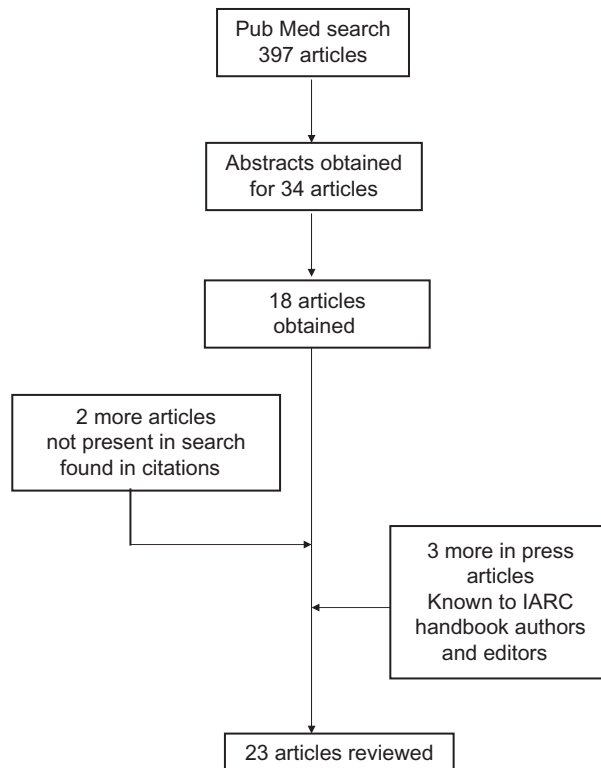 Pub Med search
397 articles
Abstracts obtained
for 34 articles
18 articles
obtained
2 more articles
not present in search
found in citations
3 more in press
articles
Known to IARC
handbook authors
and editors
23 articles reviewed